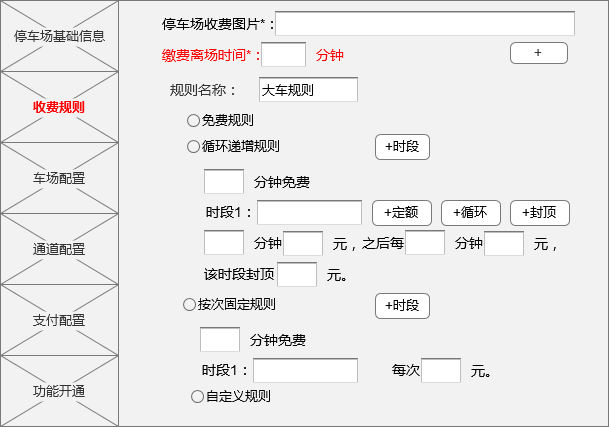 停车场基础信息
收费规则
车场配置
通道配置
支付配置
功能开通
停车场收费图片*：
缴费离场时间*： 分钟 +
规则名称： 大车规则
免费规则
循环递增规则 +时段
分钟免费
时段1： +定额 +循环 +封顶
分钟 元，之后每 分钟 元，
该时段封顶 元。
按次固定规则 +时段
分钟免费
时段1： 每次 元。
自定义规则